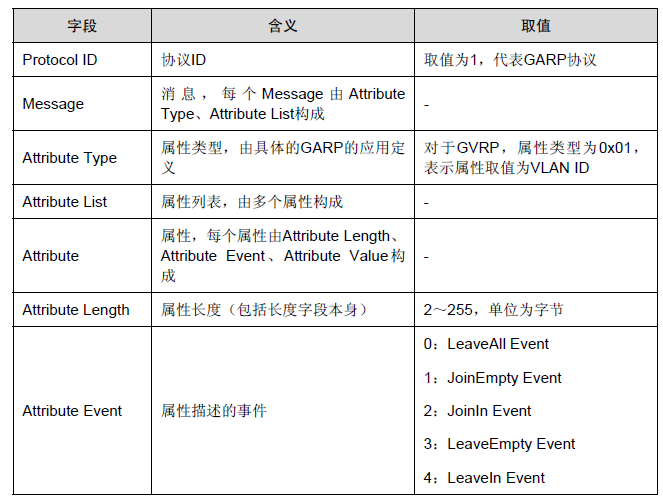 字段 含义 取值
Protocol ID 协议ID 取值为1，代表GARP协议
Message 消息，每个Message由Attribute
Type、Attribute List构成 -
Attribute Type 属性类型，由具体的GARP的应用定
义 对于GVRP，属性类型为0x01，
表示属性取值为VLAN ID
Attribute List 属性列表，由多个属性构成 -
Attribute 属性，每个属性由Attribute Length、
Attribute Event、Attribute Value构
成 -
Attribute Length 属性长度（包括长度字段本身） 2～255，单位为字节
Attribute Event 属性描述的事件 0：LeaveAll Event
1：JoinEmpty Event
2：JoinIn Event
3：LeaveEmpty Event
4：LeaveIn Event